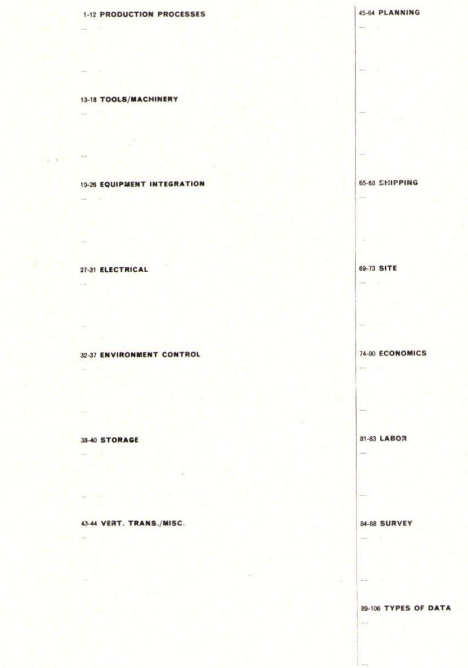 1-12 PRODUCTION PROCESSES
13-18 TOOLS/MACHINERY
19-26 EQUIPMENT INTEGRATION
27-31 ELECTRICAL
32-37 ENVIRONMENT CONTROL
38-40 STORAGE
43-44 VERT. TRANS./MISC.
45-64 PLANNING
65-68 SHIPPING
69-73 SITE
74-80 ECONOMICS
81-83 LABOR
84-68 SURVEY
89-106 TYPES OF DATA